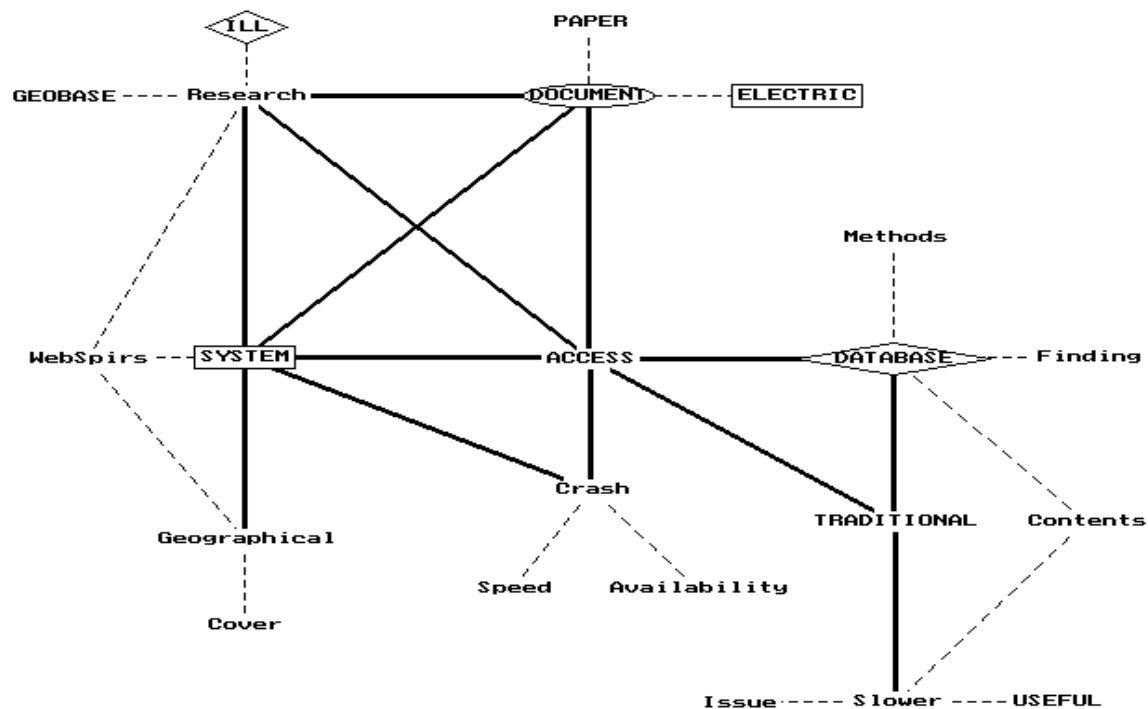 ILL
PAPER
GEOBASE
Research
DOCUMENT
ELECTRIC
Methods
WebSpirs
SYSTEM
ACCESS
DATABASE
Finding
Crash
TRADITIONAL
Contents
Geographical
Speed
Availability
Cover
Issue
Slower
USEFUL